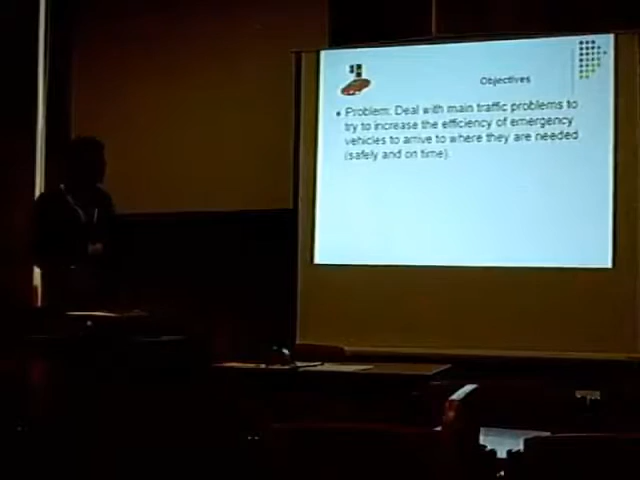 Objectives
• Problem: Deal with main traffic problems to
try to increase the efficiency of emergency
vehicles to arrive to where they are needed
(safely and on time).